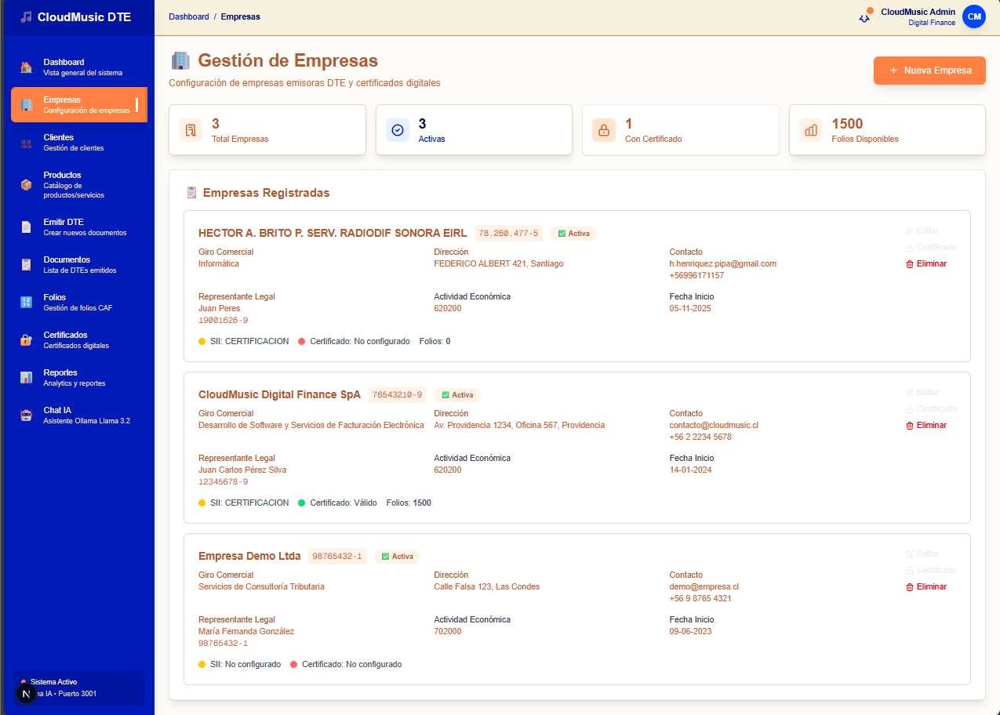 CloudMusic DTE
Dashboard / Empresas
CloudMusic Admin
Digital Finance
CM
Dashboard
Vista general del sistema
Empresas
Configuración de empresas
Clientes
Gestión de clientes
Productos
Catálogo de
productos/servicios
Emitir DTE
Crear nuevos documentos
Documentos
Lista de DTEs emitidos
Folios
Gestión de folios CAF
Certificados
Certificados digitales
Reportes
Analytics y reportes
Chat IA
Asistente Ollama Llama 3.2
Sistema Activo
N
IA • Puerto 3001
Gestión de Empresas
Configuración de empresas emisoras DTE y certificados digitales
+ Nueva Empresa
3
Total Empresas
3
Activas
1
Con Certificado
1500
Folios Disponibles
Empresas Registradas
HECTOR A. BRITO P. SERV. RADIODIF SONORA EIRL 78.260.477-5 Activa
Editar
Certificado
Eliminar
Giro Comercial
Informática
Dirección
FEDERICO ALBERT 421, Santiago
Contacto
h.henriquez.pipa@gmail.com
+56996171157
Representante Legal
Juan Peres
19001626-9
Actividad Económica
620200
Fecha Inicio
05-11-2025
SII: CERTIFICACION Certificado: No configurado Folios: 0
CloudMusic Digital Finance SpA 76543210-9 Activa
Editar
Certificado
Eliminar
Giro Comercial
Desarrollo de Software y Servicios de Facturación Electrónica
Dirección
Av. Providencia 1234, Oficina 567, Providencia
Contacto
contacto@cloudmusic.cl
+56 2 2234 5678
Representante Legal
Juan Carlos Pérez Silva
12345678-9
Actividad Económica
620200
Fecha Inicio
14-01-2024
SII: CERTIFICACION Certificado: Válido Folios: 1500
Empresa Demo Ltda 98765432-1 Activa
Editar
Certificado
Eliminar
Giro Comercial
Servicios de Consultoría Tributaria
Dirección
Calle Falsa 123, Las Condes
Contacto
demo@empresa.cl
+56 9 8765 4321
Representante Legal
María Fernanda González
98765432-1
Actividad Económica
702000
Fecha Inicio
09-06-2023
SII: No configurado Certificado: No configurado